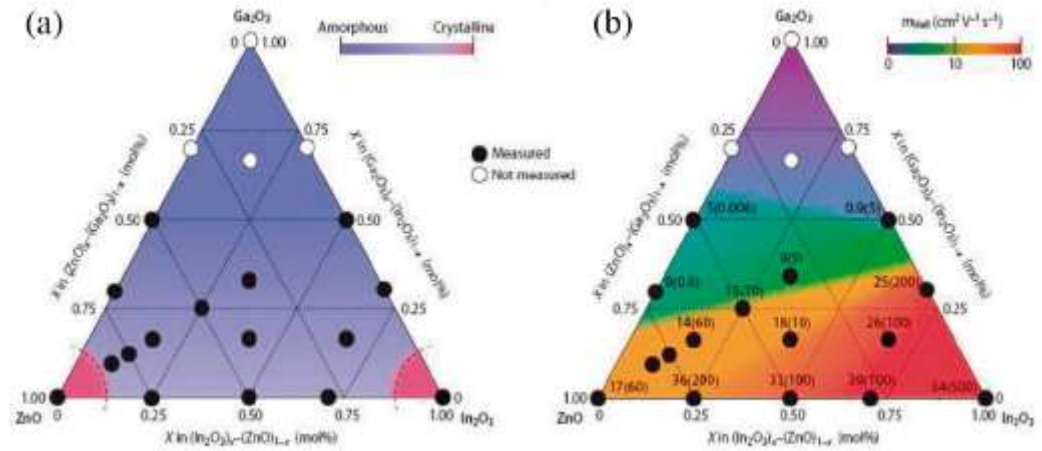 (a)
Ga₂O₃
0 1.00
Amorphous Crystalline
0.25 0.75
X in (ZnO)ₓ–(Ga₂O₃)₁₋ₓ (mol%)
X in (Ga₂O₃)ₓ–(In₂O₃)₁₋ₓ (mol%)
0.50 0.50
0.75 0.25
1.00 0
ZnO In₂O₃
0 0.25 0.50 0.75 1.00
X in (In₂O₃)ₓ–(ZnO)₁₋ₓ (mol%)
Measured
Not measured
(b)
Ga₂O₃
0 1.00
mHall (cm² V⁻¹ s⁻¹)
0 10 100
0.25 0.75
X in (ZnO)ₓ–(Ga₂O₃)₁₋ₓ (mol%)
X in (Ga₂O₃)ₓ–(In₂O₃)₁₋ₓ (mol%)
5(0.006) 0.9(5)
0.50 0.50
9(5)
25(200)
0.75 15(70) 0.25
14(60) 18(10) 26(100)
17(60) 36(200) 31(100) 39(100) 34(500)
1.00 0
ZnO In₂O₃
0 0.25 0.50 0.75 1.00
X in (In₂O₃)ₓ–(ZnO)₁₋ₓ (mol%)